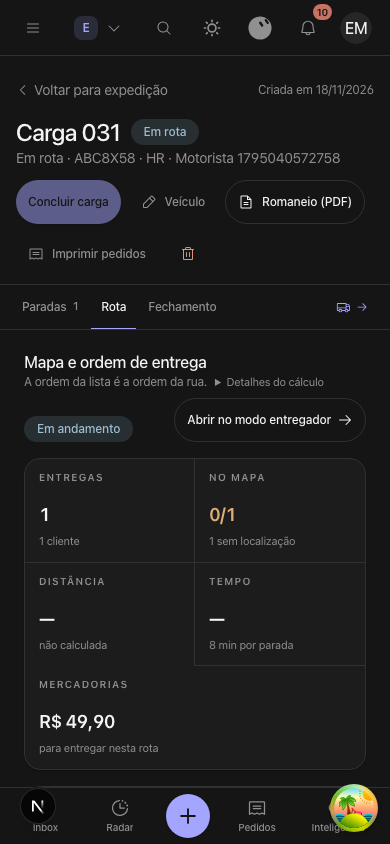 E
10
EM
Voltar para expedição
Criada em 18/11/2026
Carga 031
Em rota
Em rota · ABC8X58 · HR · Motorista 1795040572758
Concluir carga
Veículo
Romaneio (PDF)
Imprimir pedidos
Paradas 1
Rota
Fechamento
Mapa e ordem de entrega
A ordem da lista é a ordem da rua. ▶ Detalhes do cálculo
Em andamento
Abrir no modo entregador →
ENTREGAS
1
1 cliente
NO MAPA
0/1
1 sem localização
DISTÂNCIA
—
não calculada
TEMPO
—
8 min por parada
MERCADORIAS
R$ 49,90
para entregar nesta rota
N
Inbox
Radar
Pedidos